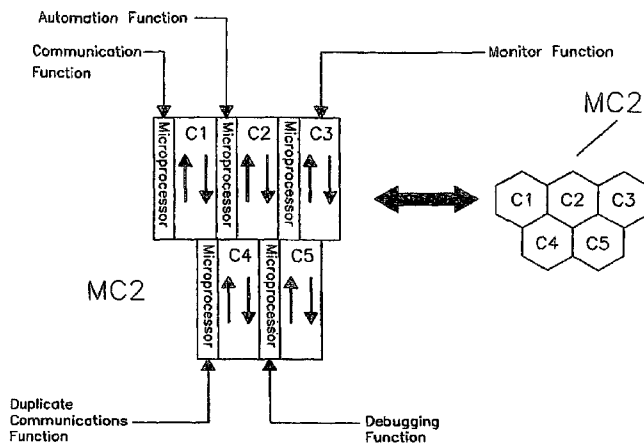 Automation Function
Communication
Function
Monitor Function
MC2
C1
C2
C3
Microprocessor
Microprocessor
Microprocessor
C1
C2
C3
C4
C5
C4
C5
Microprocessor
Microprocessor
MC2
Duplicate
Communications
Function
Debugging
Function